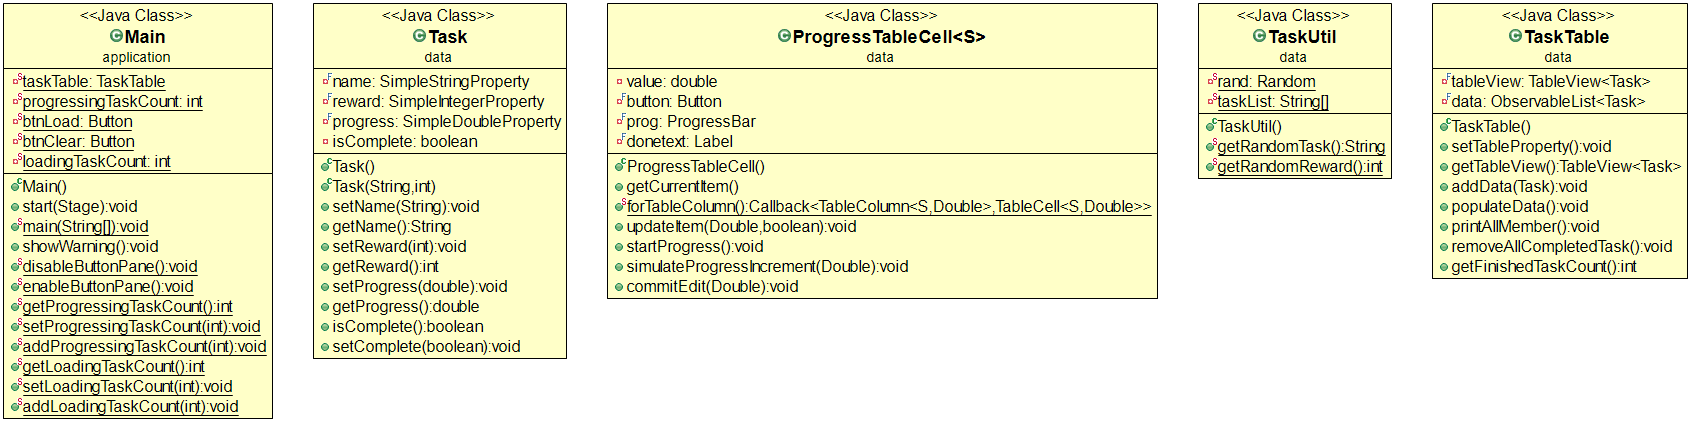 <<Java Class>>
Main
application
taskTable: TaskTable
progressingTaskCount: int
btnLoad: Button
btnClear: Button
loadingTaskCount: int
Main()
start(Stage):void
main(String[]):void
showWarning():void
disableButtonPane():void
enableButtonPane():void
getProgressingTaskCount():int
setProgressingTaskCount(int):void
addProgressingTaskCount(int):void
getLoadingTaskCount():int
setLoadingTaskCount(int):void
addLoadingTaskCount(int):void
<<Java Class>>
Task
data
name: SimpleStringProperty
reward: SimpleIntegerProperty
progress: SimpleDoubleProperty
isComplete: boolean
Task()
Task(String,int)
setName(String):void
getName():String
setReward(int):void
getReward():int
setProgress(double):void
getProgress():double
isComplete():boolean
setComplete(boolean):void
<<Java Class>>
ProgressTableCell<S>
data
value: double
button: Button
prog: ProgressBar
donetext: Label
ProgressTableCell()
getCurrentItem()
forTableColumn():Callback<TableColumn<S,Double>,TableCell<S,Double>>
updateItem(Double,boolean):void
startProgress():void
simulateProgressIncrement(Double):void
commitEdit(Double):void
<<Java Class>>
TaskUtil
data
rand: Random
taskList: String[]
TaskUtil()
getRandomTask():String
getRandomReward():int
<<Java Class>>
TaskTable
data
tableView: TableView<Task>
data: ObservableList<Task>
TaskTable()
setTableProperty():void
getTableView():TableView<Task>
addData(Task):void
populateData():void
printAllMember():void
removeAllCompletedTask():void
getFinishedTaskCount():int